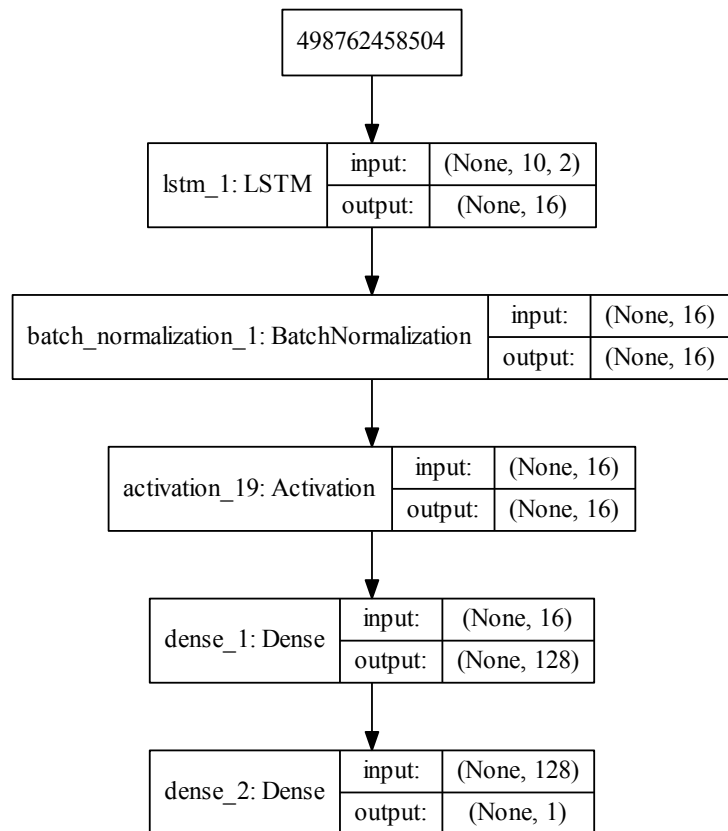 498762458504
lstm_1: LSTM
input:
(None, 10, 2)
output:
(None, 16)
batch_normalization_1: BatchNormalization
input:
(None, 16)
output:
(None, 16)
activation_19: Activation
input:
(None, 16)
output:
(None, 16)
dense_1: Dense
input:
(None, 16)
output:
(None, 128)
dense_2: Dense
input:
(None, 128)
output:
(None, 1)